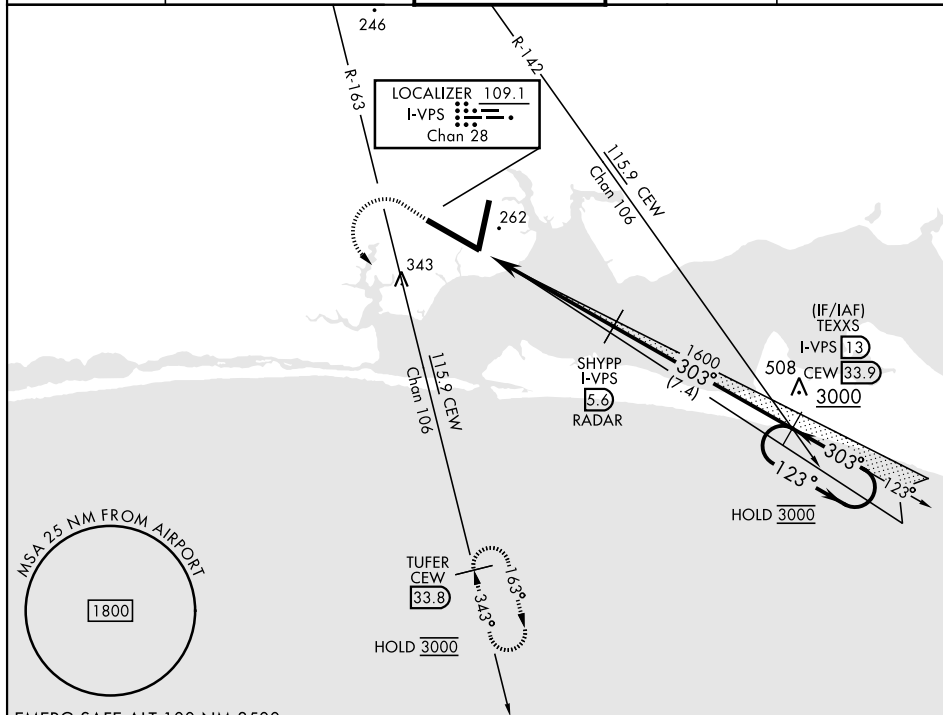 246
R-163
R-142
LOCALIZER 109.1
I-VPS
Chan 28
115.9 CEW
Chan 106
262
343
(IF/IAF)
TEXXS
I-VPS 13
CEW 33.9
3000
508
1600
303°
(7.4)
SHYPP
I-VPS
5.6
RADAR
115.9 CEW
Chan 106
303°
123°
123°
HOLD 3000
MSA 25 NM FROM AIRPORT
1800
TUFER
CEW
33.8
163°
343°
HOLD 3000